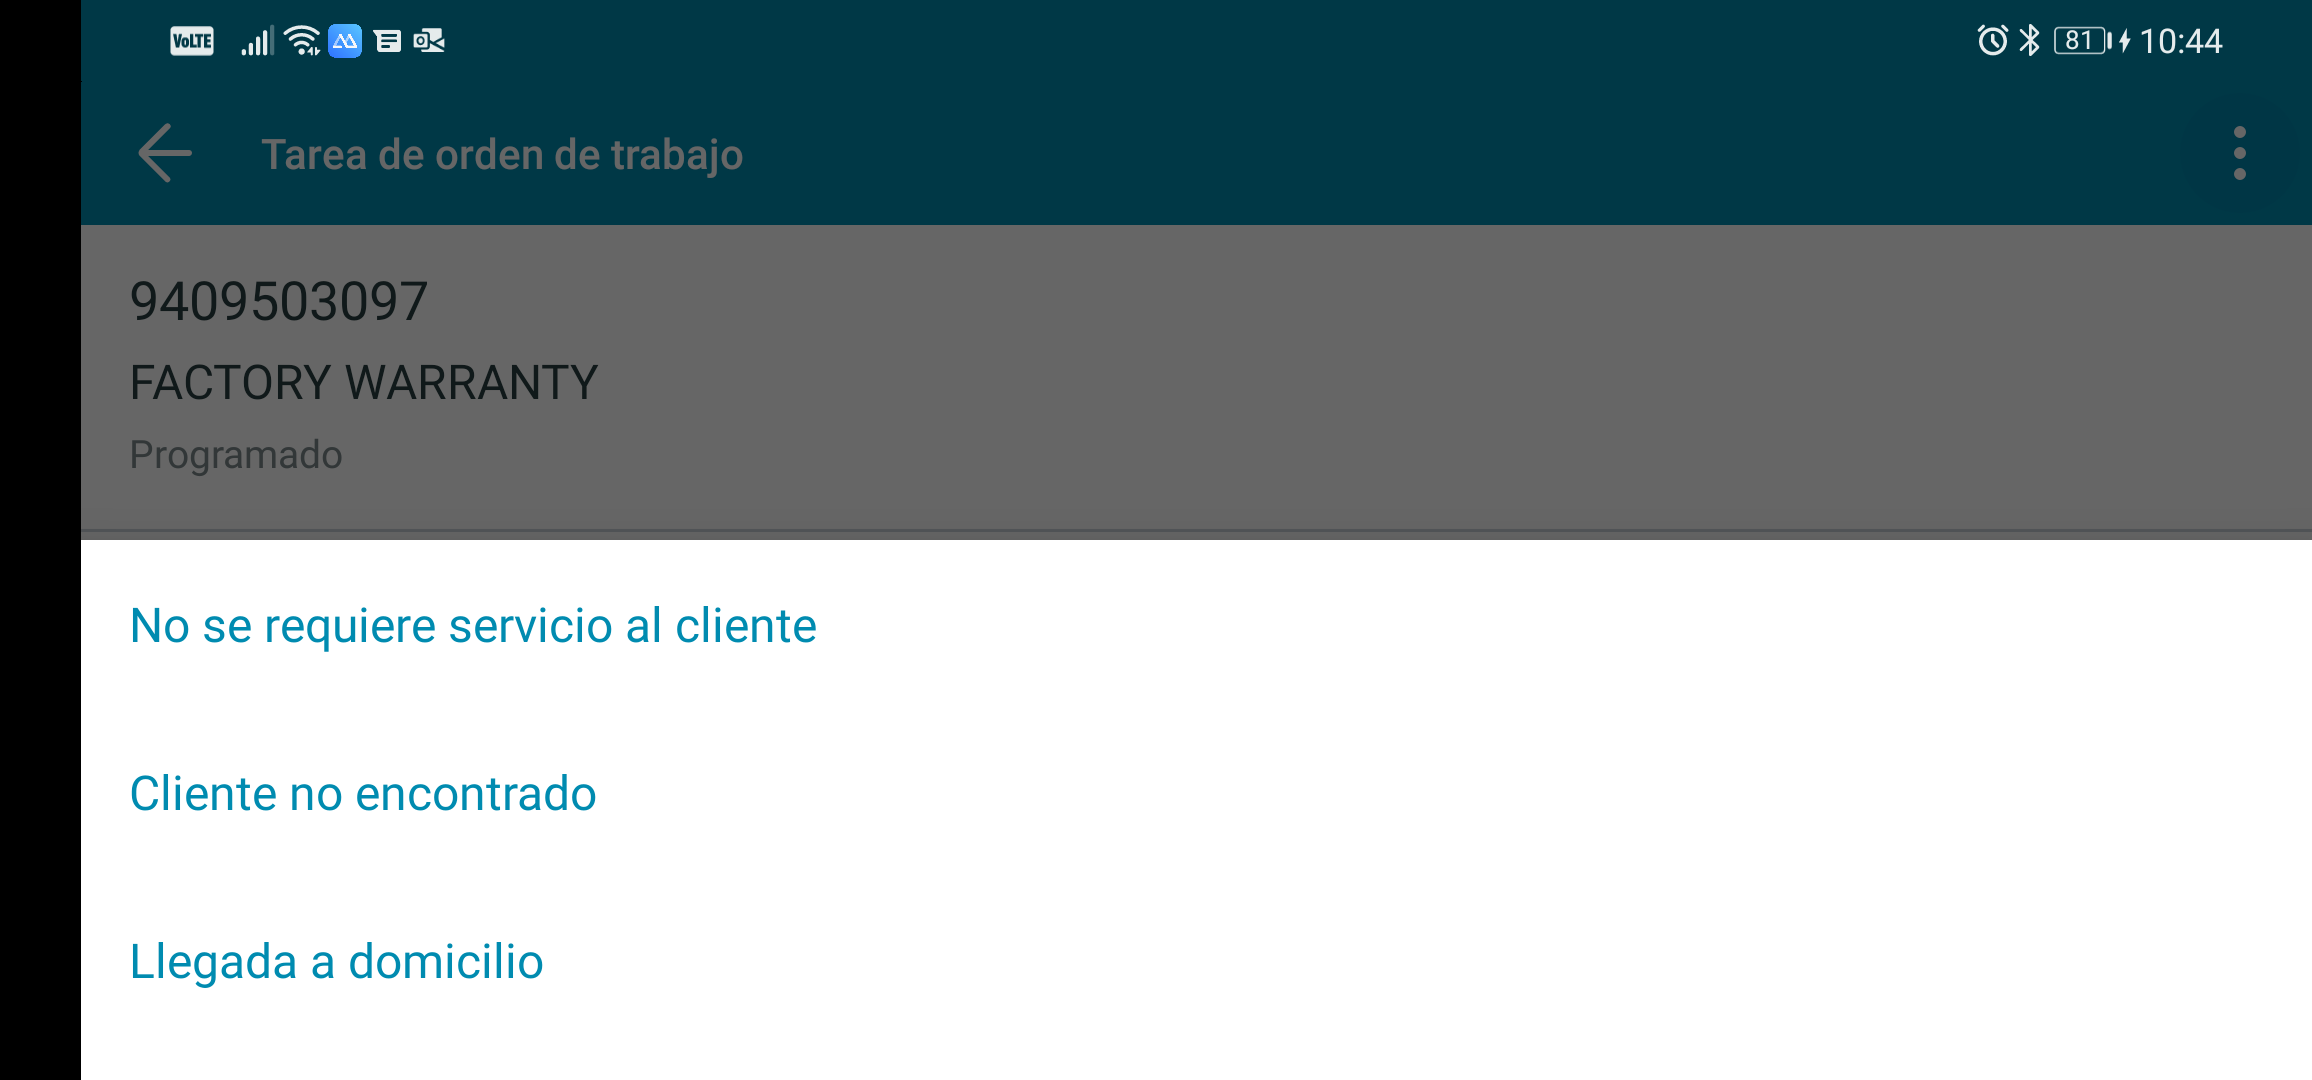 VoLTE
81
10:44
Tarea de orden de trabajo
9409503097
FACTORY WARRANTY
Programado
No se requiere servicio al cliente
Cliente no encontrado
Llegada a domicilio